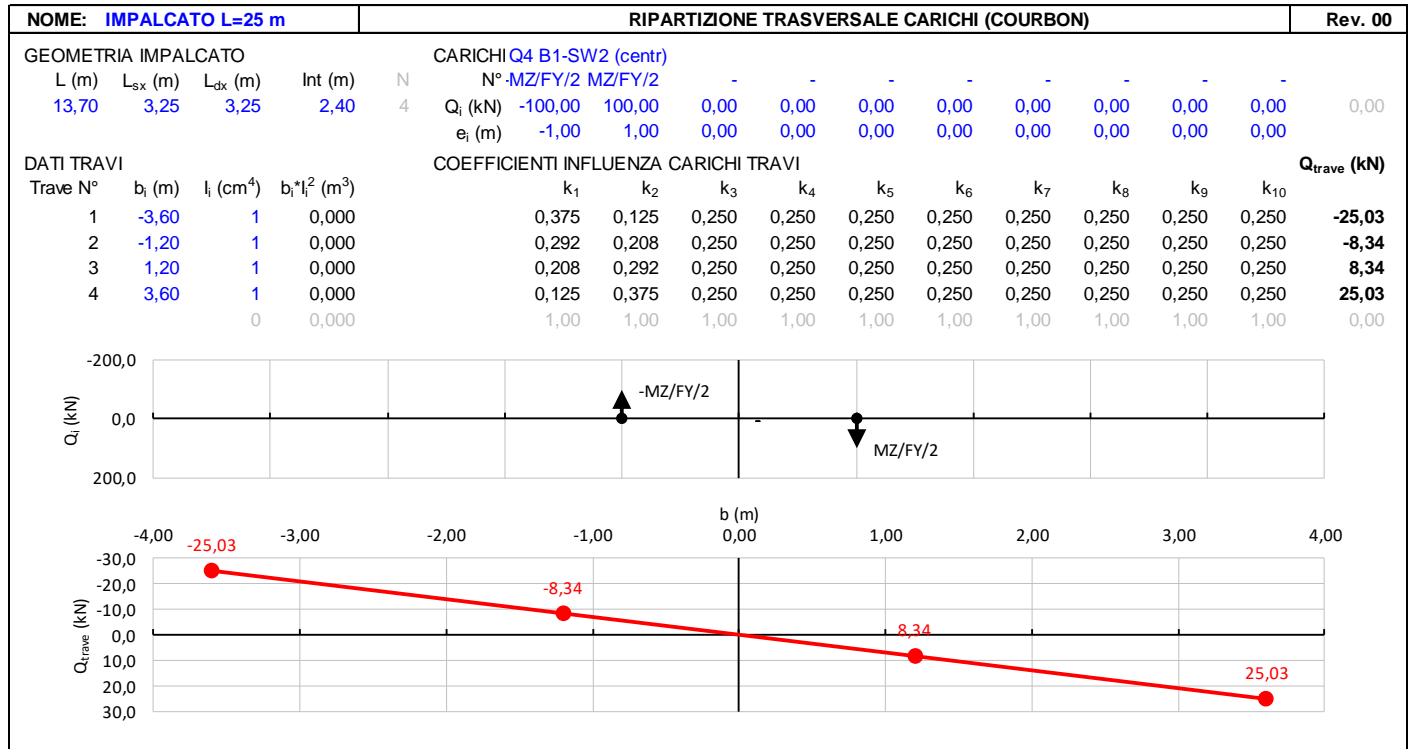 NOME: IMPALCATO L=25 m RIPARTIZIONE TRASVERSALE CARICHI (COURBON) Rev. 00
GEOMETRIA IMPALCATO CARICHI Q4 B1-SW2 (centr)
L (m) Lsx (m) Ldx (m) Int (m) N N° -MZ/FY/2 MZ/FY/2 - - - - - - - -
13,70 3,25 3,25 2,40 4 Qi (kN) -100,00 100,00 0,00 0,00 0,00 0,00 0,00 0,00 0,00 0,00 0,00
ei (m) -1,00 1,00 0,00 0,00 0,00 0,00 0,00 0,00 0,00 0,00
DATI TRAVI COEFFICIENTI INFLUENZA CARICHI TRAVI Qtrave (kN)
Trave N° bi (m) Ii (cm⁴) bi*Ii² (m³) k1 k2 k3 k4 k5 k6 k7 k8 k9 k10
1 -3,60 1 0,000 0,375 0,125 0,250 0,250 0,250 0,250 0,250 0,250 0,250 0,250 -25,03
2 -1,20 1 0,000 0,292 0,208 0,250 0,250 0,250 0,250 0,250 0,250 0,250 0,250 -8,34
3 1,20 1 0,000 0,208 0,292 0,250 0,250 0,250 0,250 0,250 0,250 0,250 0,250 8,34
4 3,60 1 0,000 0,125 0,375 0,250 0,250 0,250 0,250 0,250 0,250 0,250 0,250 25,03
0 0,000 1,00 1,00 1,00 1,00 1,00 1,00 1,00 1,00 1,00 1,00 0,00
-200,0
0,0
200,0
Qi (kN)
-MZ/FY/2
-
MZ/FY/2
b (m)
-4,00 -3,00 -2,00 -1,00 0,00 1,00 2,00 3,00 4,00
-30,0
-20,0
-10,0
0,0
10,0
20,0
30,0
Qtrave (kN)
-25,03
-8,34
8,34
25,03